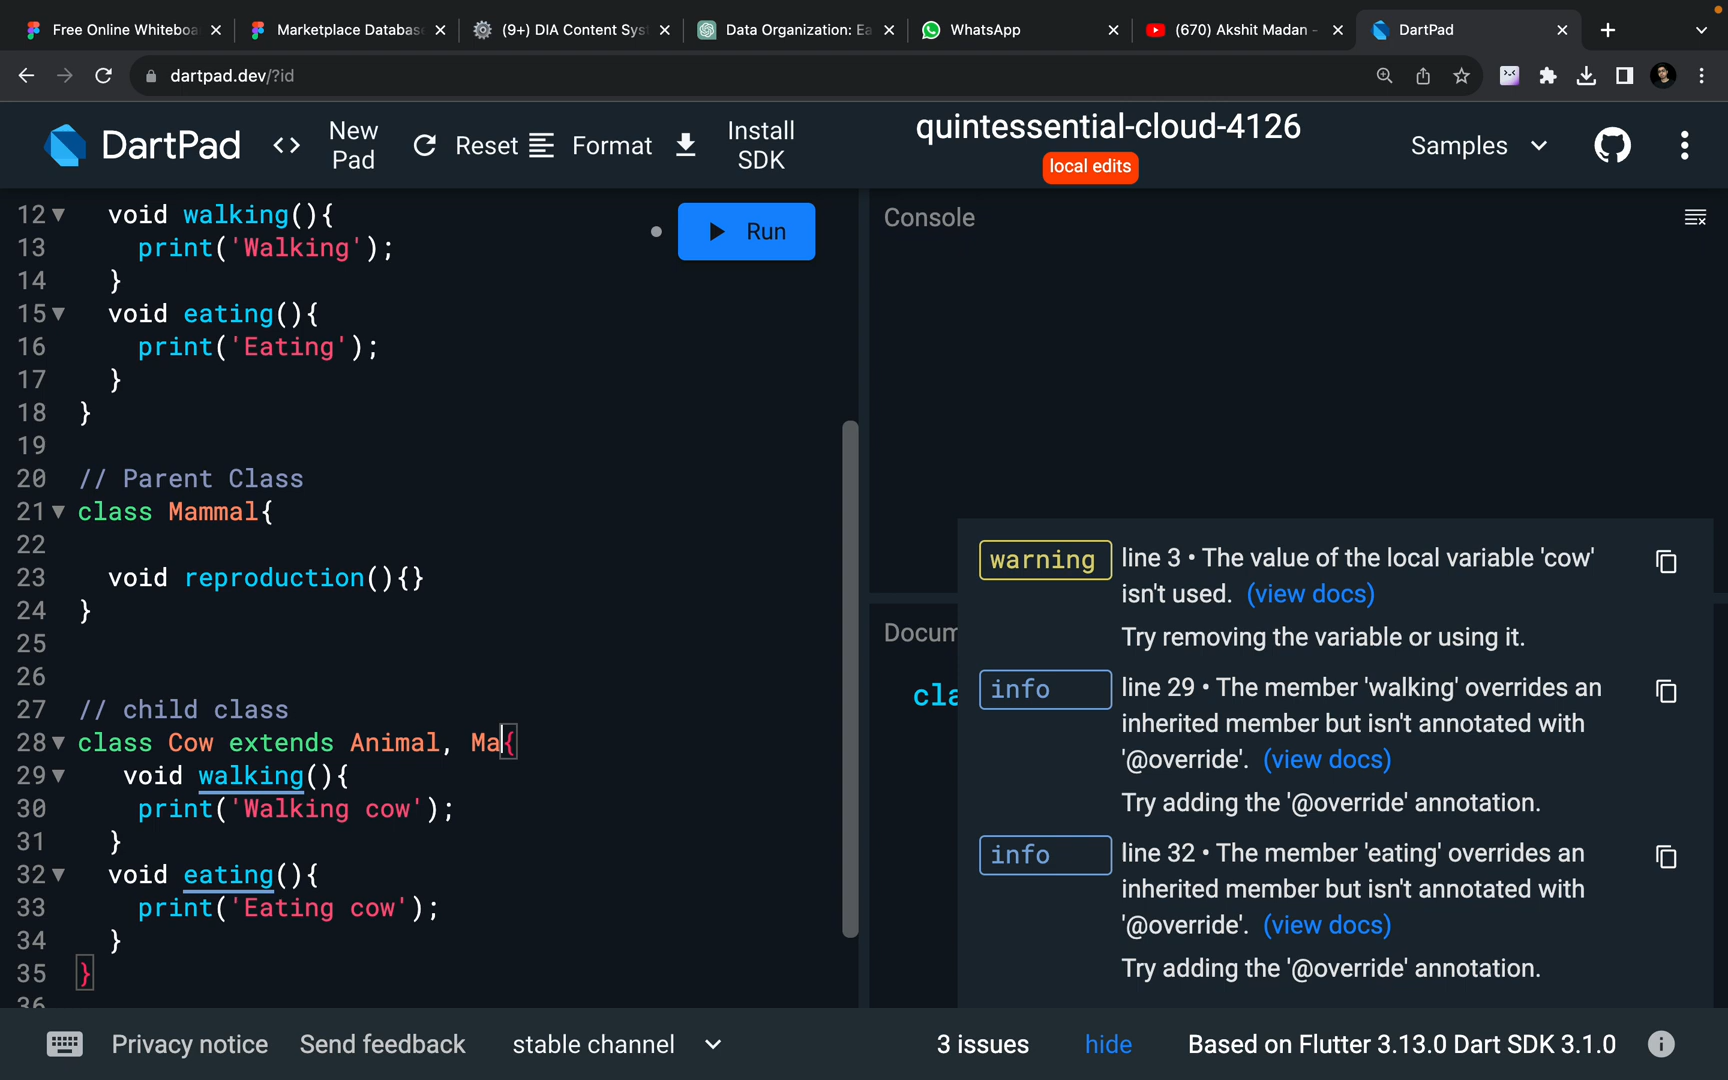 Free Online Whiteboa
Marketplace Databas
(9+) DIA Content Syst
Data Organization: Ea
WhatsApp
(670) Akshit Madan -
DartPad
dartpad.dev/?id
DartPad
<>
New
Pad
Reset
Format
Install
SDK
quintessential-cloud-4126
local edits
Samples
12 void walking(){
13 print('Walking');
14 }
15 void eating(){
16 print('Eating');
17 }
18 }
19
20 // Parent Class
21 class Mammal{
22
23 void reproduction(){}
24 }
25
26
27 // child class
28 class Cow extends Animal, Ma{
29 void walking(){
30 print('Walking cow');
31 }
32 void eating(){
33 print('Eating cow');
34 }
35 }
36
Run
Console
Docum
cla
warning
line 3 • The value of the local variable 'cow'
isn't used. (view docs)
Try removing the variable or using it.
info
line 29 • The member 'walking' overrides an
inherited member but isn't annotated with
'@override'. (view docs)
Try adding the '@override' annotation.
info
line 32 • The member 'eating' overrides an
inherited member but isn't annotated with
'@override'. (view docs)
Try adding the '@override' annotation.
Privacy notice
Send feedback
stable channel
3 issues
hide
Based on Flutter 3.13.0 Dart SDK 3.1.0